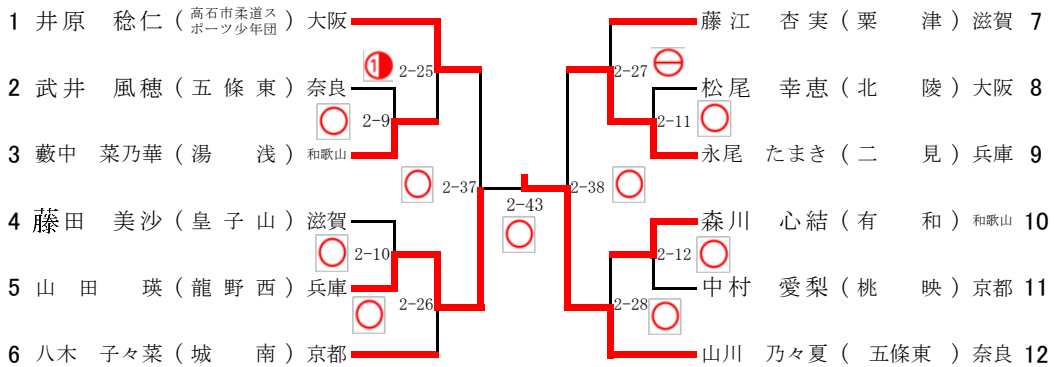 1 井原 稔仁 ( 高石市柔道スポーツ少年団 ) 大阪
2-25
2 武井 風穂 ( 五條東 ) 奈良
2-9
3 藪中 菜乃華 ( 湯浅 ) 和歌山
2-37
4 藤田 美沙 ( 皇子山 ) 滋賀
2-10
5 山田 瑛 ( 龍野西 ) 兵庫
2-26
6 八木 子々菜 ( 城南 ) 京都
2-43
藤江 杏実 ( 粟津 ) 滋賀 7
2-27
松尾 幸恵 ( 北陵 ) 大阪 8
2-11
永尾 たまき ( 二見 ) 兵庫 9
2-38
森川 心結 ( 有和 ) 和歌山 10
2-12
中村 愛梨 ( 桃映 ) 京都 11
2-28
山川 乃々夏 ( 五條東 ) 奈良 12